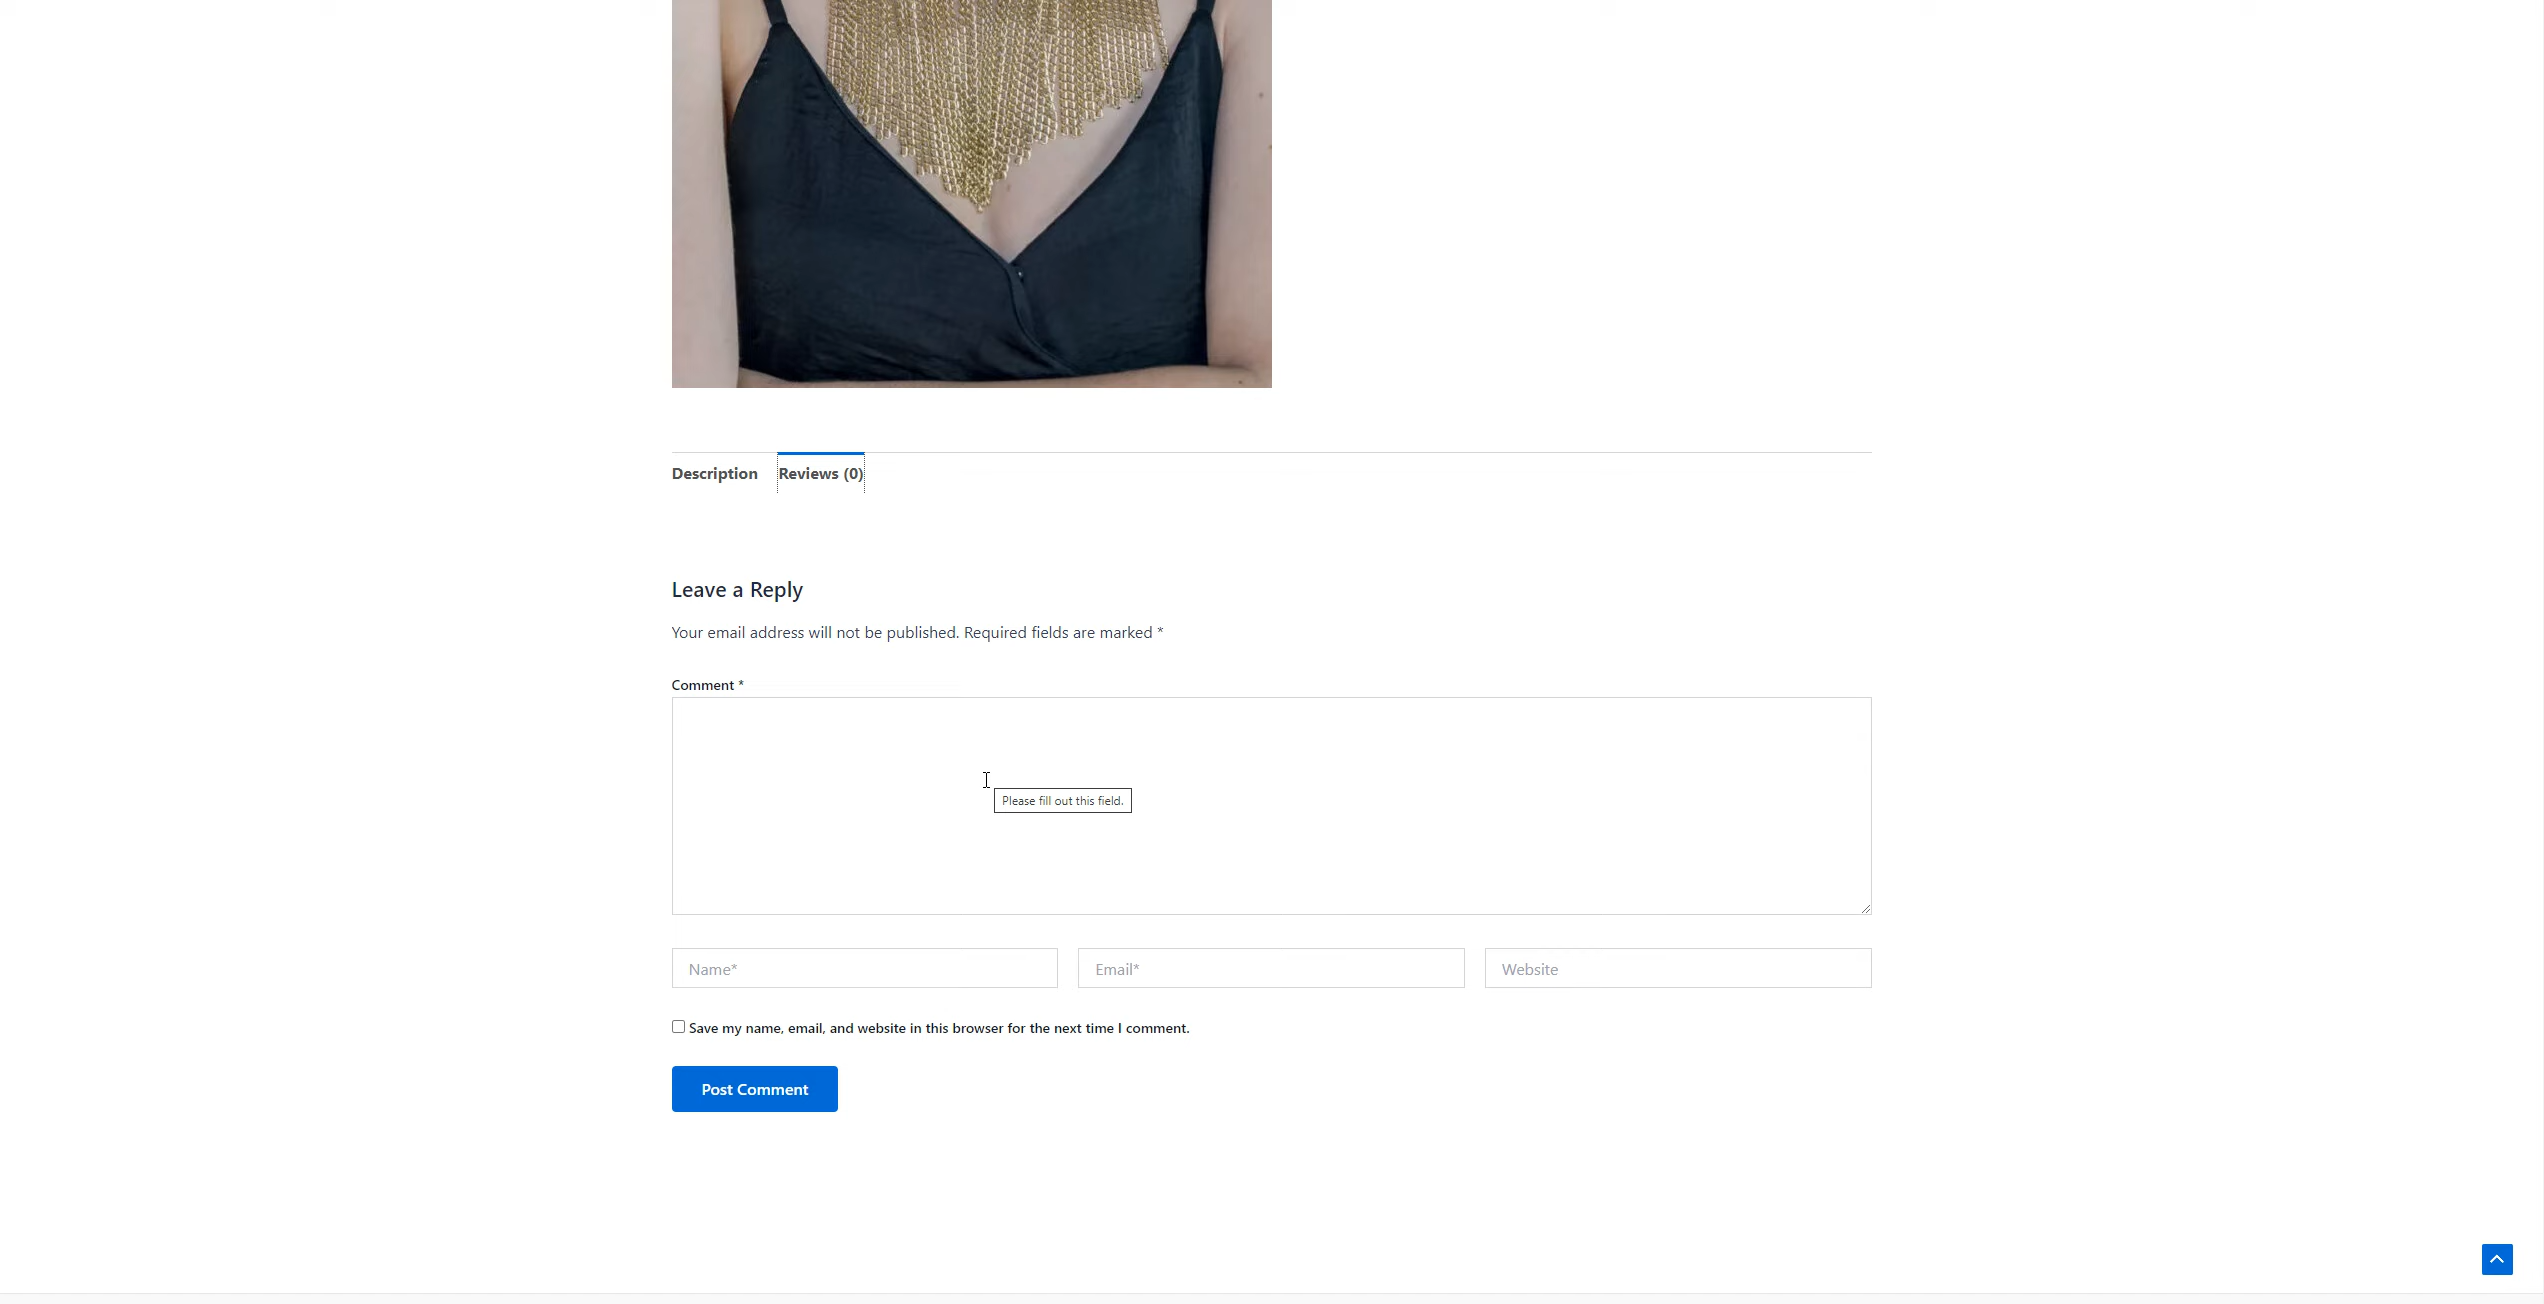 Description Reviews (0)
Leave a Reply
Your email address will not be published. Required fields are marked *
Comment *
Please fill out this field.
Name* Email* Website
Save my name, email, and website in this browser for the next time I comment.
Post Comment